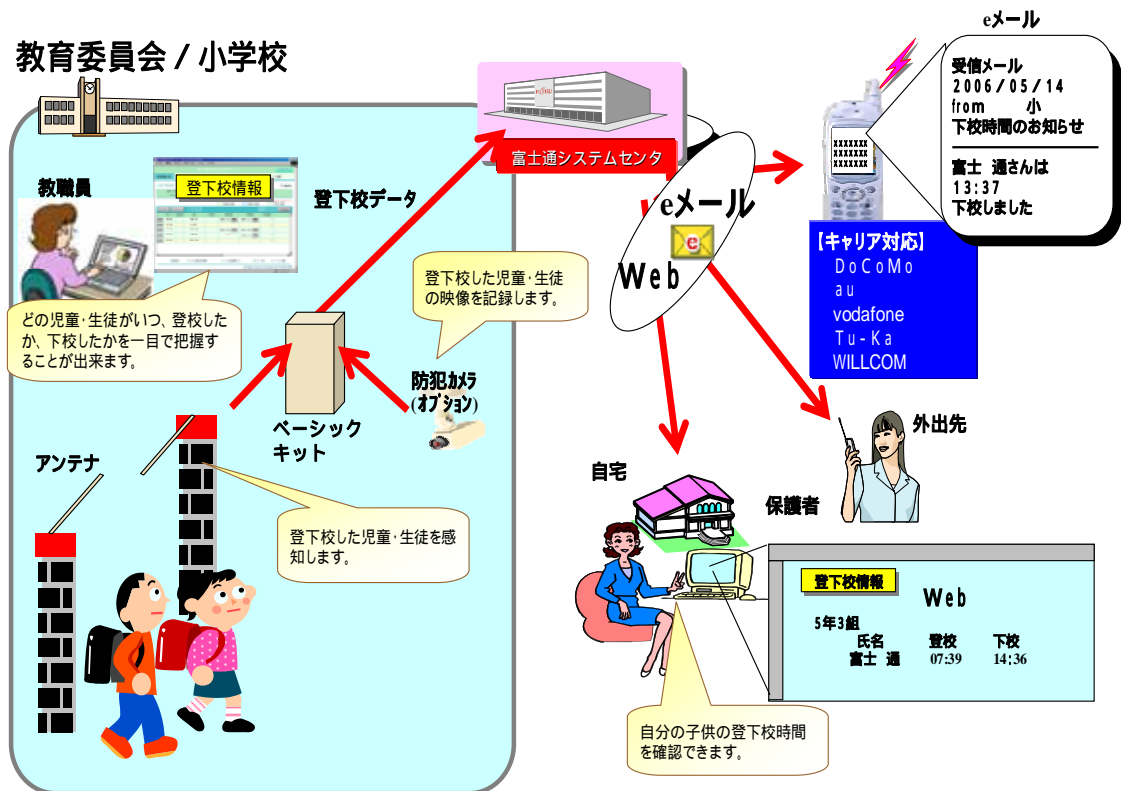 教育委員会/小学校
教職員
登下校情報
登下校データ
どの児童・生徒がいつ、登校した
か、下校したかを一目で把握す
ることが出来ます。
登下校した児童・生徒
の映像を記録します。
防犯カメラ
(オプション)
ベーシック
キット
アンテナ
登下校した児童・生徒を感
知します。
FUJITSU
富士通システムセンタ
eメール
e
Web
eメール
受信メール
2006/05/14
from 小
下校時間のお知らせ
富士 通さんは
13:37
下校しました
XXXXXXX
XXXXXXX
XXXXXXX
【キャリア対応】
DoCoMo
au
vodafone
Tu-Ka
WILLCOM
外出先
保護者
自宅
登下校情報
Web
5年3組
氏名 登校 下校
富士 通 07:39 14;36
自分の子供の登下校時間
を確認できます。